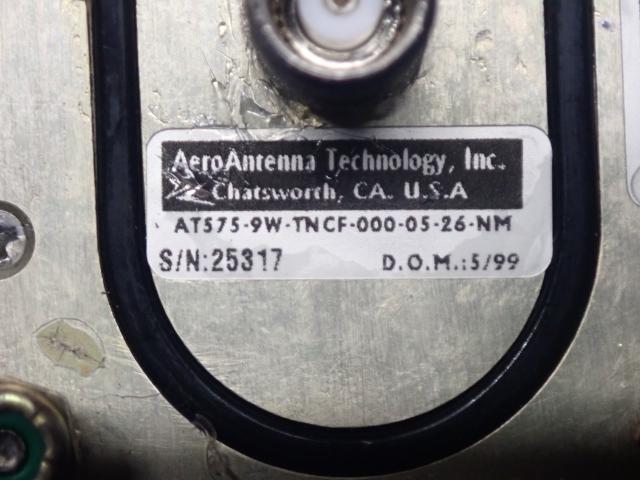 AeroAntenna Technology, Inc.
Chatsworth, CA. U.S.A
AT575-9W-TNCF-000-05-26-NM
S/N:25317 D.O.M.:5/99